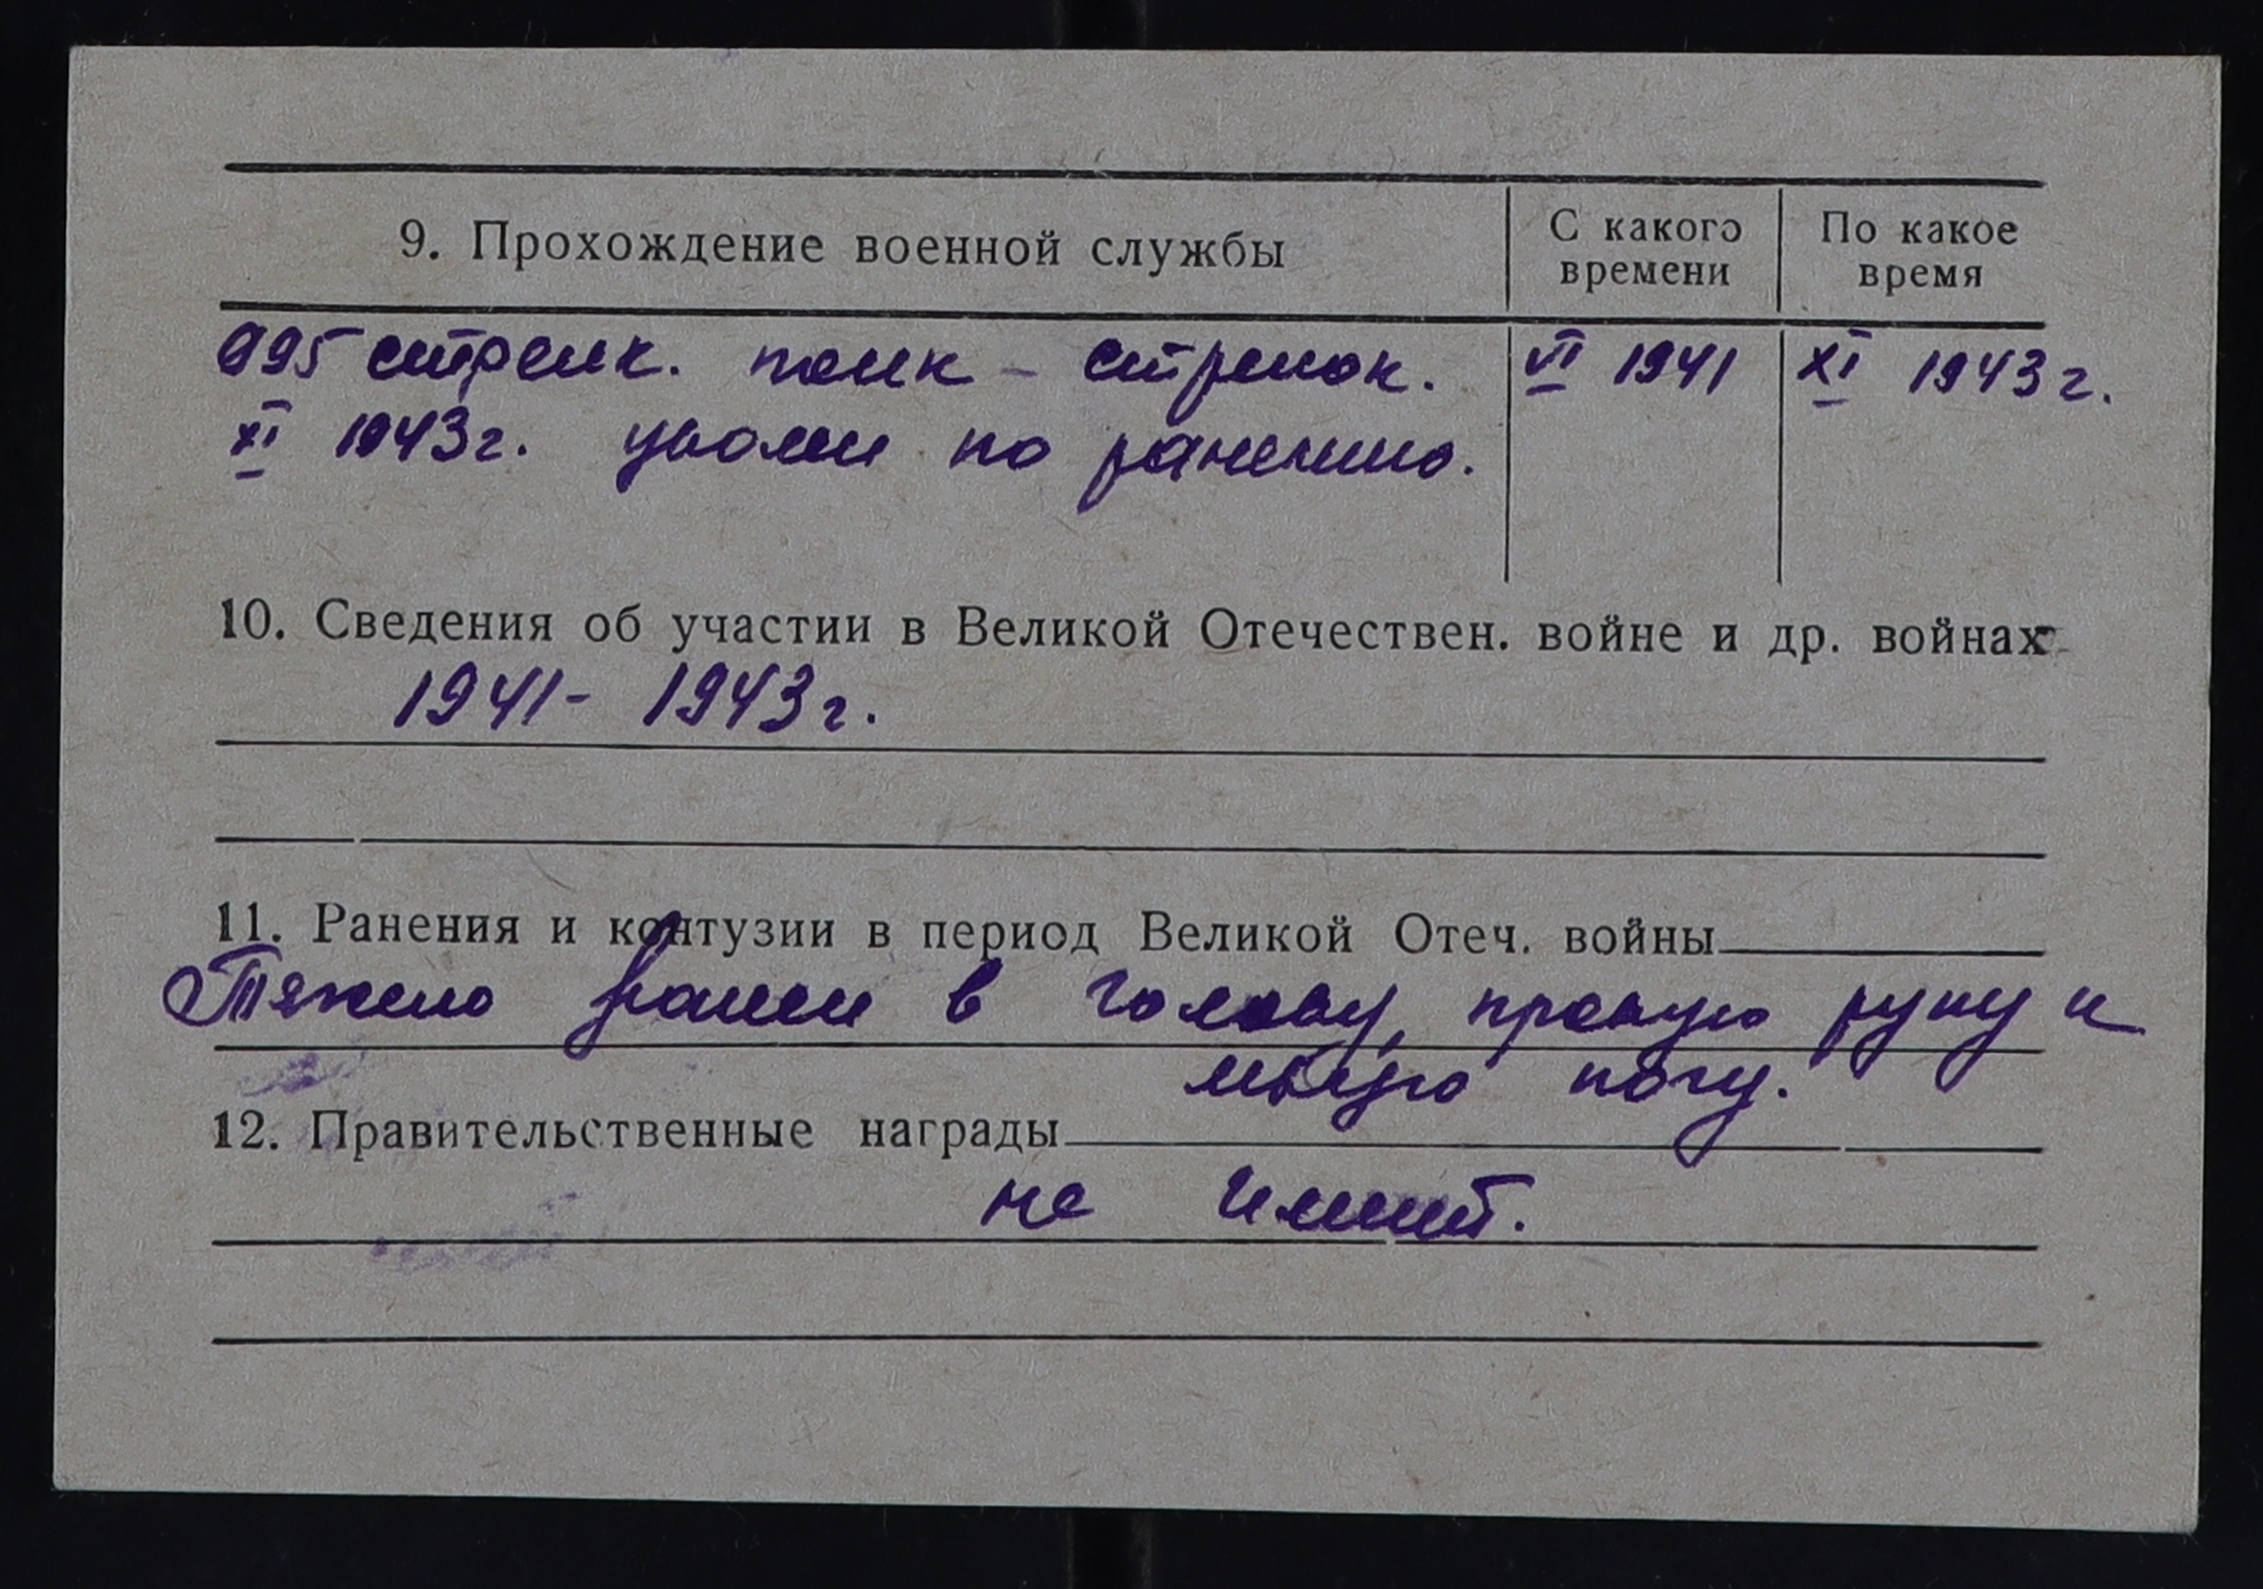 9. Прохождение военной службы
С какого времени
По какое время
995 стрелк. полк – стрелок. VII 1941 XI 1943 г.
XI 1943 г. уволен по ранению.
10. Сведения об участии в Великой Отечествен. войне и др. войнах
1941- 1943 г.
11. Ранения и контузии в период Великой Отеч. войны
Тяжело ранен в голову, правую руку и
левую ногу.
12. Правительственные награды
не имеет.